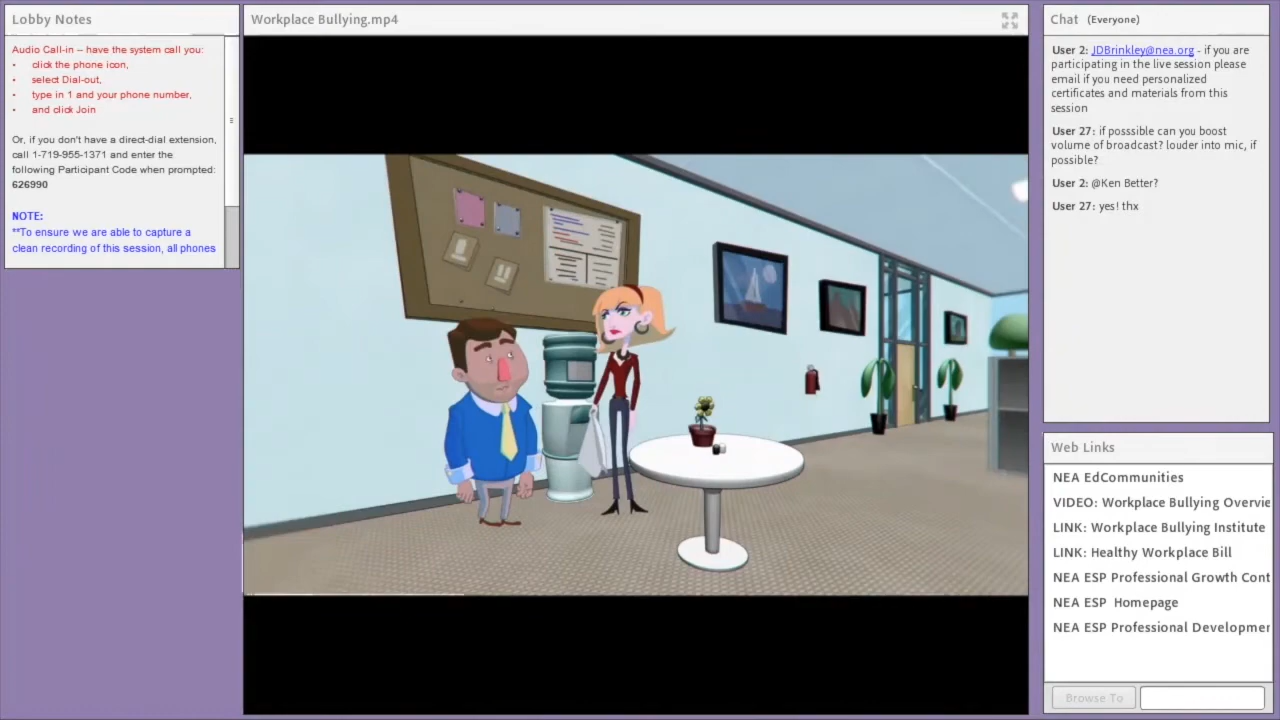 Lobby Notes
Audio Call-in – have the system call you:
• click the phone icon,
• select Dial-out,
• type in 1 and your phone number,
• and click Join
Or, if you don't have a direct-dial extension,
call 1-719-955-1371 and enter the
following Participant Code when prompted:
626990
NOTE:
**To ensure we are able to capture a
clean recording of this session, all phones
Workplace Bullying.mp4
Chat (Everyone)
User 2: JDBrinkley@nea.org - if you are
participating in the live session please
email if you need personalized
certificates and materials from this
session
User 27: if posssible can you boost
volume of broadcast? louder into mic, if
possible?
User 2: @Ken Better?
User 27: yes! thx
Web Links
NEA EdCommunities
VIDEO: Workplace Bullying Overvie
LINK: Workplace Bullying Institute
LINK: Healthy Workplace Bill
NEA ESP Professional Growth Cont
NEA ESP Homepage
NEA ESP Professional Developmer
Browse To